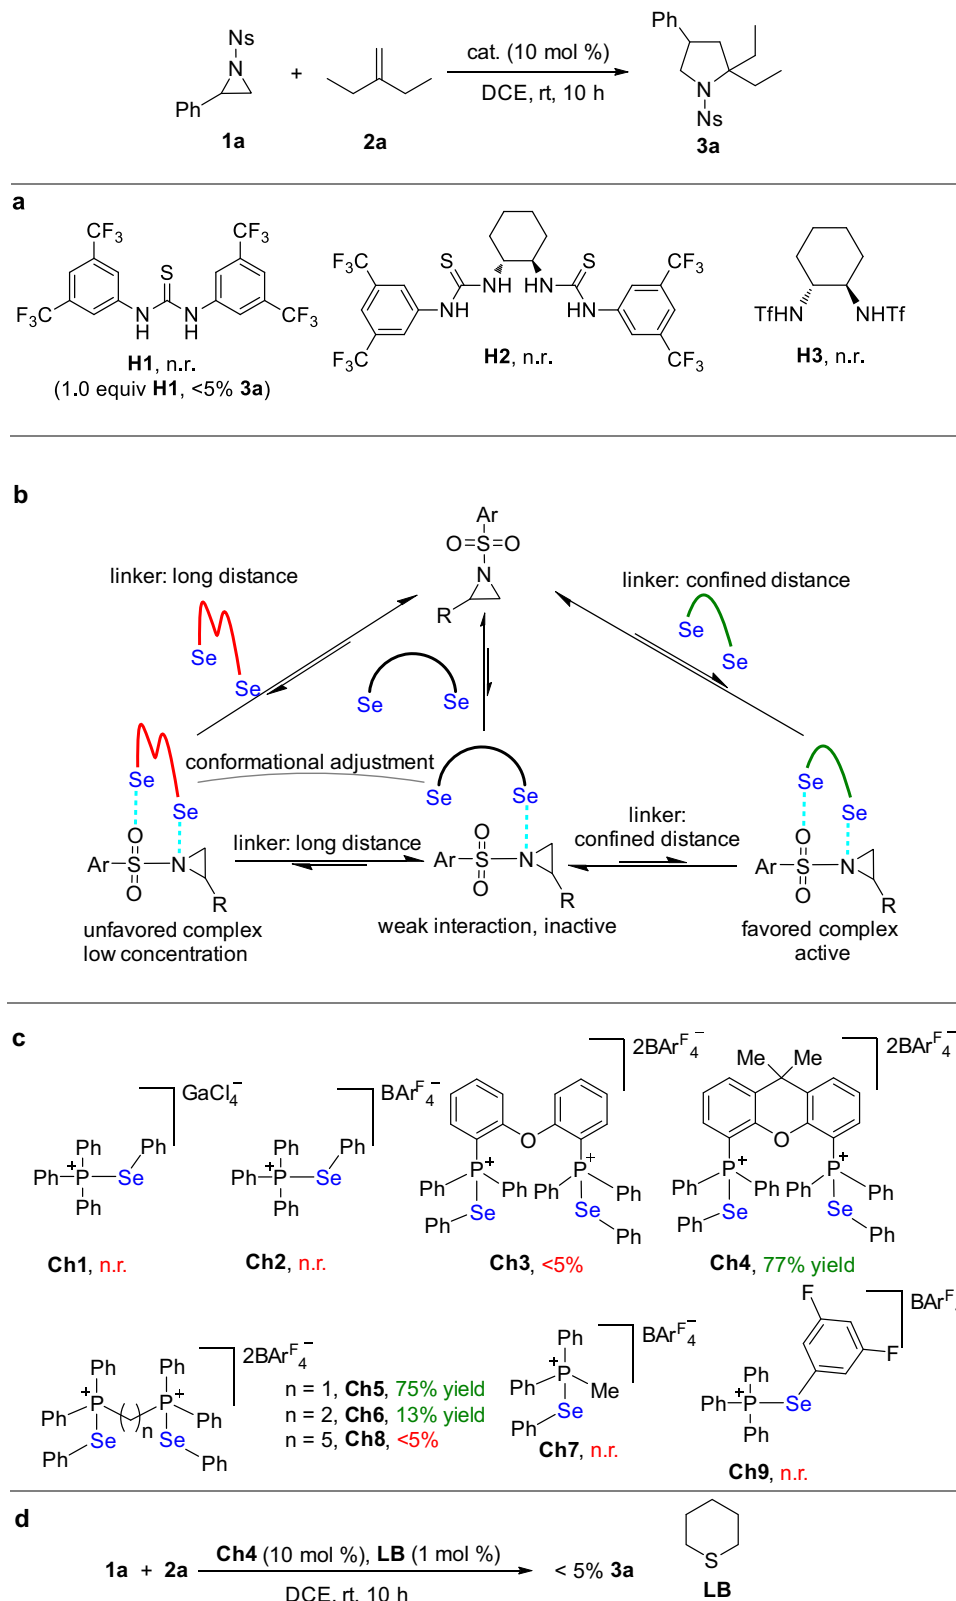 Ns
N
Ph
1a
+
2a
cat. (10 mol %)
DCE, rt, 10 h
Ph
N
Ns
3a
a
CF3
CF3
S
F3C
N
H
N
H
CF3
H1, n.r.
(1.0 equiv H1, <5% 3a)
F3C
S
NH
HN
S
CF3
N
H
N
H
CF3
CF3
H2, n.r.
TfHN
NHTf
H3, n.r.
b
Ar
O=S=O
N
R
linker: long distance
linker: confined distance
Se
Se
Se
Se
Se
Se
conformational adjustment
Se
Se
Se
Se
Se
Se
linker:
linker: long distance
confined distance
O
Ar
S
N
O
R
O
Ar
S
N
O
R
O
Ar
S
N
O
R
unfavored complex
low concentration
weak interaction, inactive
favored complex
active
c
GaCl4−
Ph
Ph
Ph
P+
Se
Ph
Ch1, n.r.
BArF4−
Ph
Ph
Ph
P+
Se
Ph
Ch2, n.r.
2BArF4−
O
P+
P+
Ph
Ph
Ph
Ph
Se
Se
Ph
Ph
Ch3, <5%
2BArF4−
Me
Me
O
P+
P+
Ph
Ph
Ph
Ph
Se
Se
Ph
Ph
Ch4, 77% yield
2BArF4−
Ph
Ph
P+
P+
Ph
Ph
n
Se
Se
Ph
Ph
n = 1, Ch5, 75% yield
n = 2, Ch6, 13% yield
n = 5, Ch8, <5%
BArF4−
Ph
P+
Ph
Me
Se
Ph
Ch7, n.r.
BArF
F
F
Ph
Ph
P+
Se
Ph
Ch9, n.r.
d
1a + 2a
Ch4 (10 mol %), LB (1 mol %)
DCE, rt, 10 h
< 5% 3a
S
LB